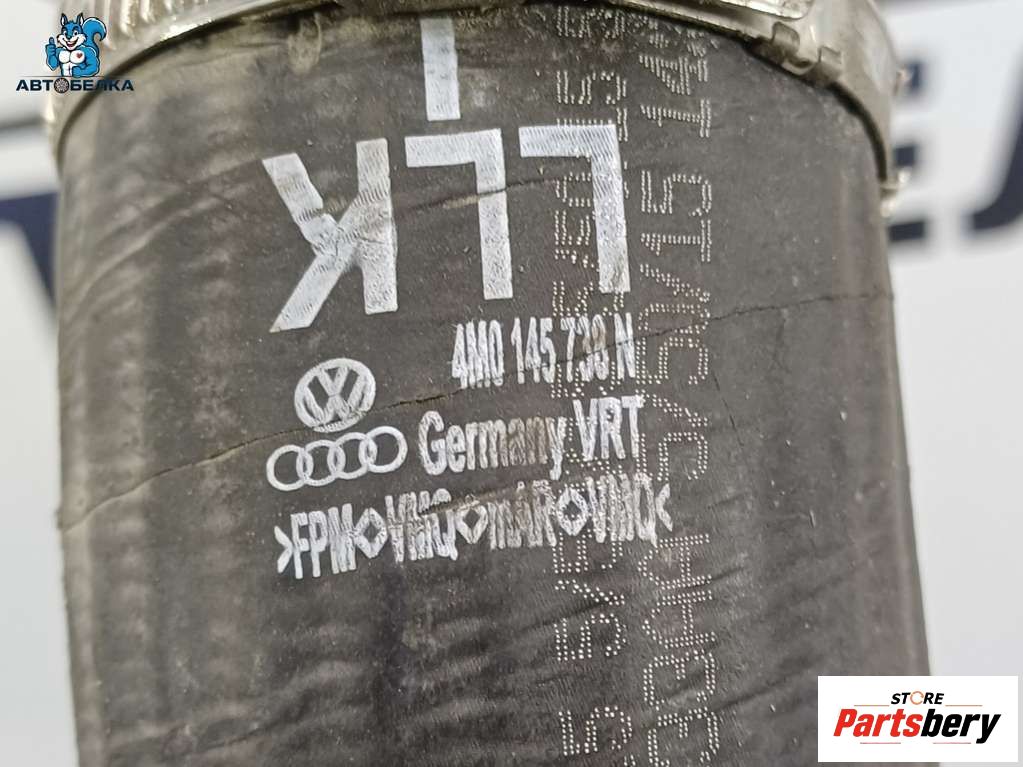 АВТОБЕЛКА
LLK
4M0 145 738 N
Germany VRT
>FPM◇VMQ◇mAR◇VMQ<
STORE
Partsbery